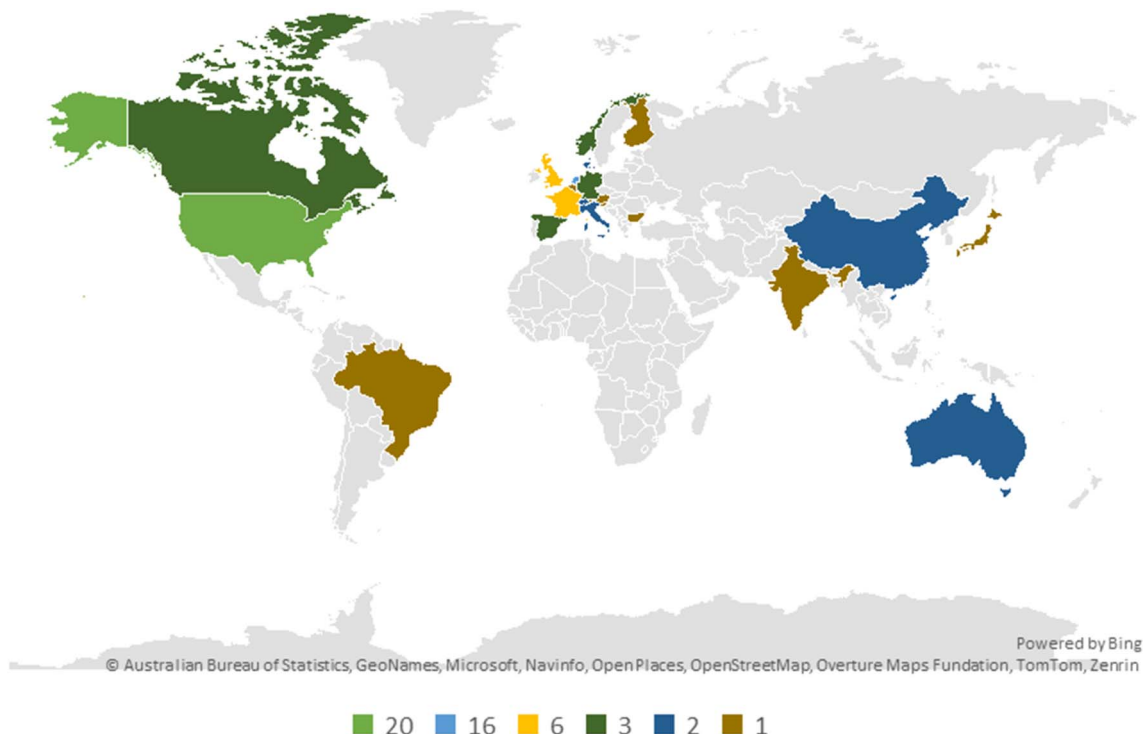 Powered by Bing
© Australian Bureau of Statistics, GeoNames, Microsoft, Navinfo, Open Places, OpenStreetMap, Overture Maps Fundation, TomTom, Zenrin
20 16 6 3 2 1